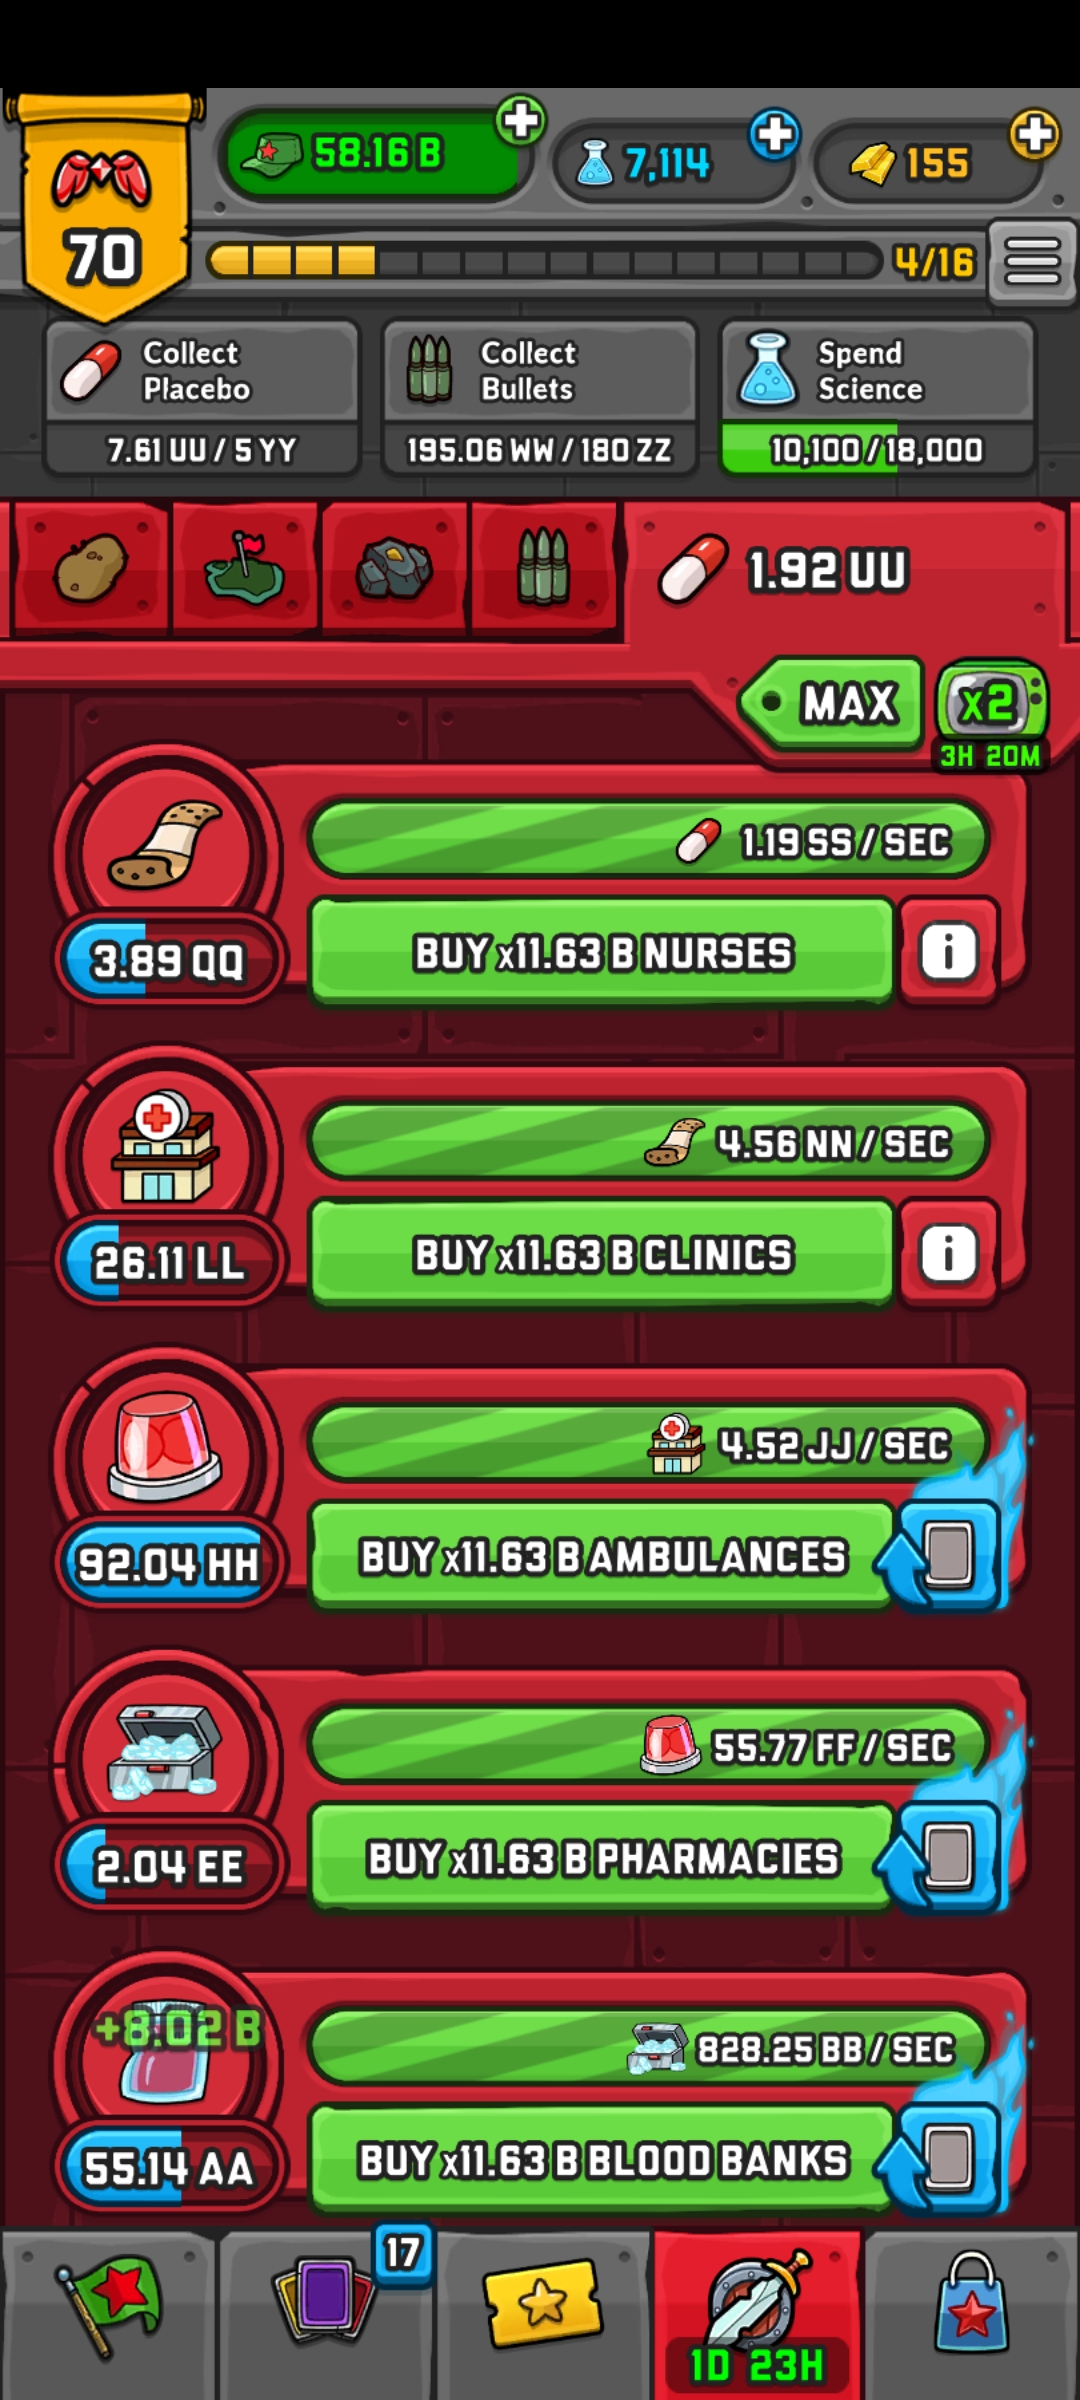 58.16 B
7,114
155
70
4/16
Collect
Placebo
7.61 UU / 5 YY
Collect
Bullets
195.06 WW / 180 ZZ
Spend
Science
10,100 / 18,000
1.92 UU
MAX
x2
3H 20M
1.19 SS / SEC
3.89 QQ
BUY x11.63 B NURSES
i
4.56 NN / SEC
26.11 LL
BUY x11.63 B CLINICS
i
4.52 JJ / SEC
92.04 HH
BUY x11.63 B AMBULANCES
55.77 FF / SEC
2.04 EE
BUY x11.63 B PHARMACIES
+8.02 B
828.25 BB / SEC
55.14 AA
BUY x11.63 B BLOOD BANKS
17
1D 23H